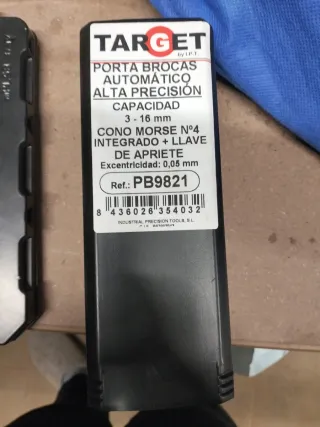 TARGET
by I.P.T.
PORTA BROCAS
AUTOMÁTICO
ALTA PRECISIÓN
CAPACIDAD
3 - 16 mm
CONO MORSE Nº4
INTEGRADO + LLAVE
DE APRIETE
Excentricidad: 0,05 mm
Ref.: PB9821
8 436026 354032
INDUSTRIAL PRECISION TOOLS, S.L.